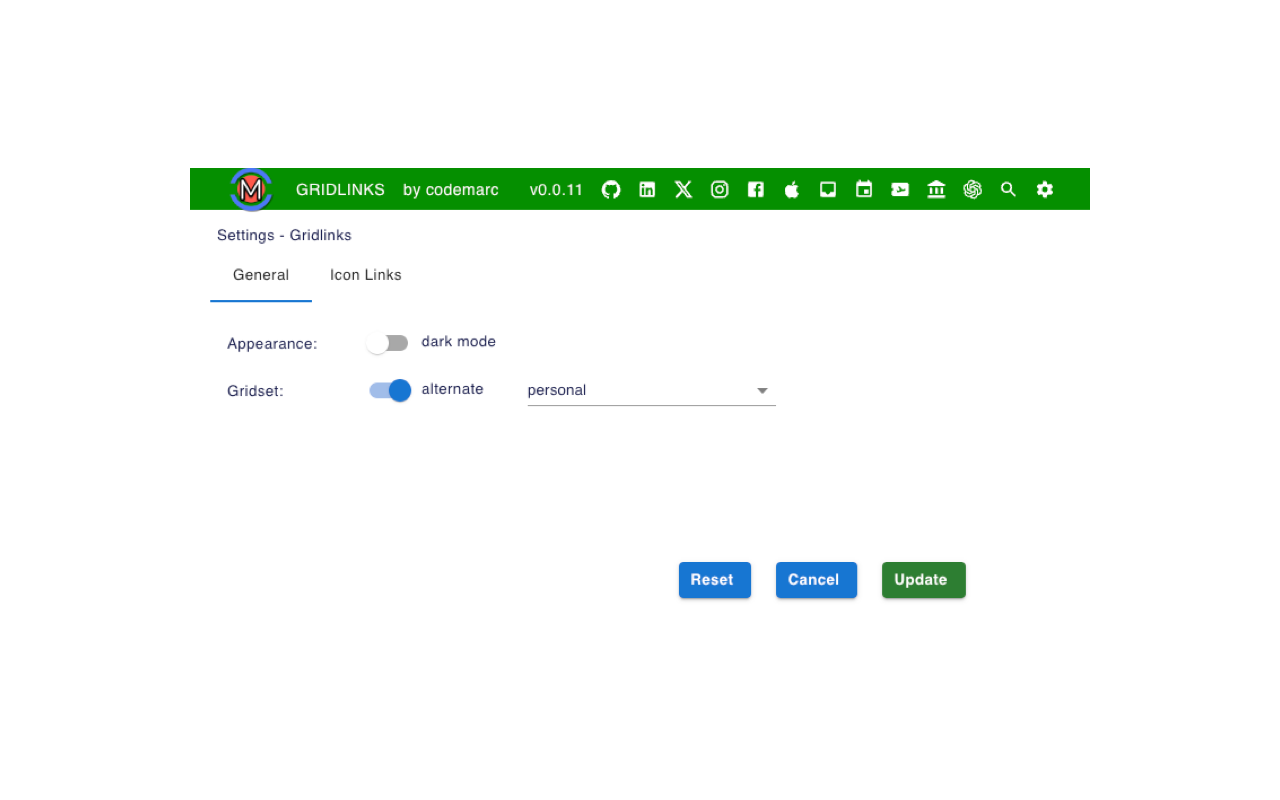 M GRIDLINKS by codemarc v0.0.11
Settings - Gridlinks
General Icon Links
Appearance: dark mode
Gridset: alternate personal
Reset Cancel Update